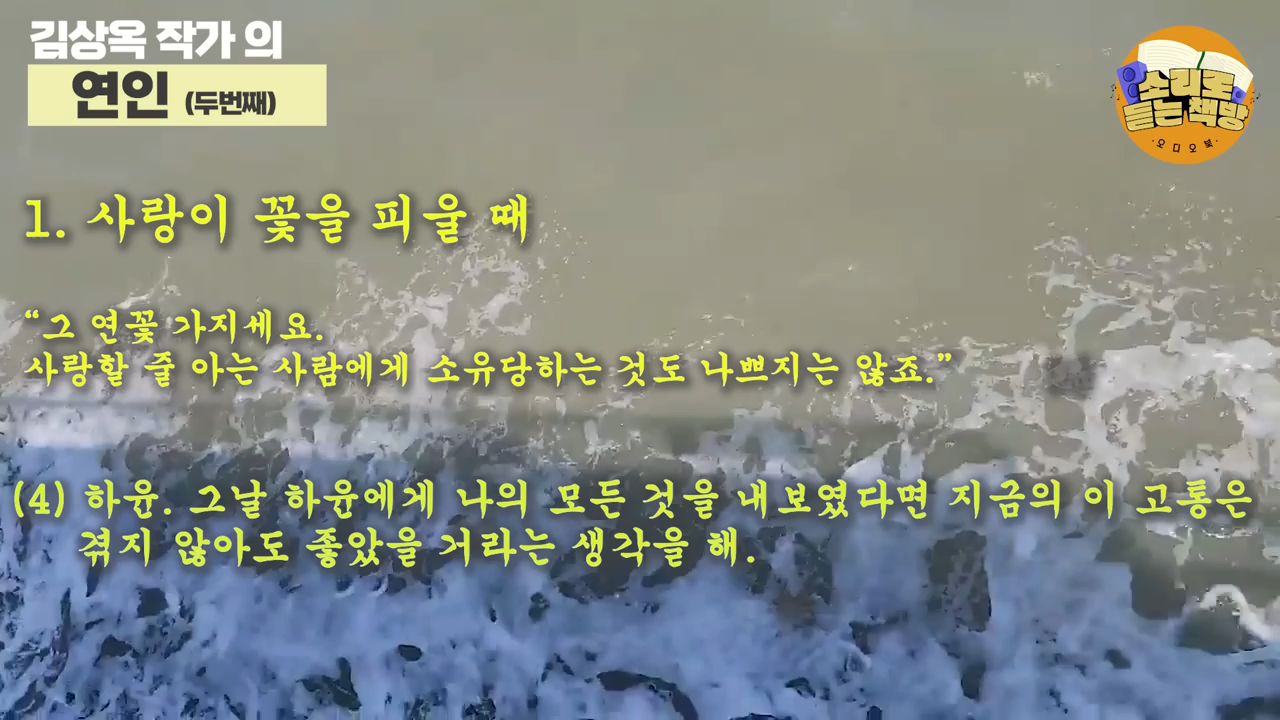 김상옥 작가 의
연인 (두번째)
소리로
듣는 책방
·오디오북·
1. 사랑이 꽃을 피울 때
“그 연꽃 가지세요.
사랑할 줄 아는 사람에게 소유당하는 것도 나쁘지는 않죠.”
(4) 하윤. 그날 하윤에게 나의 모든 것을 내보였다면 지금의 이 고통은
겪지 않아도 좋았을 거라는 생각을 해.